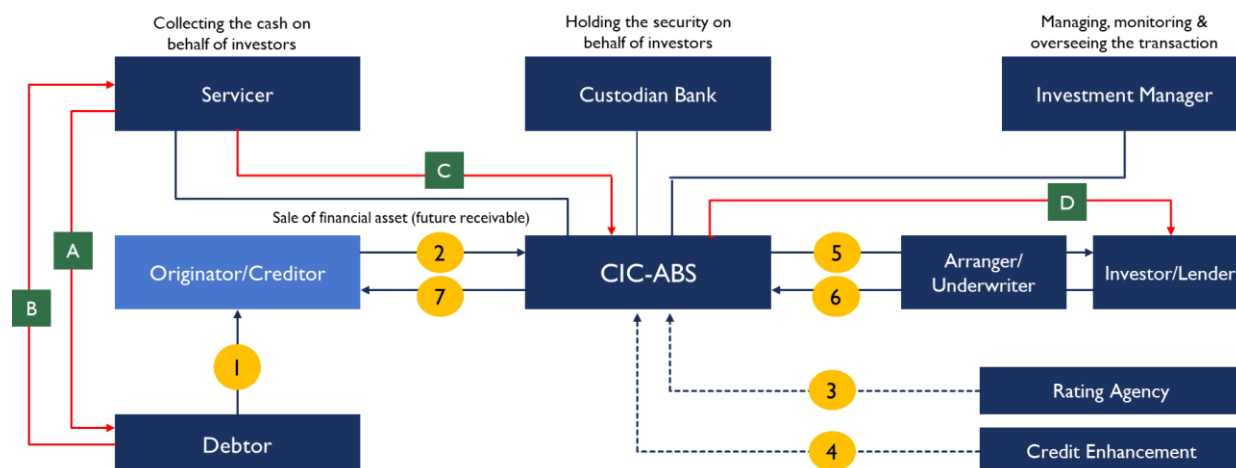 Collecting the cash on
behalf of investors
Holding the security on
behalf of investors
Managing, monitoring &
overseeing the transaction
Servicer
Custodian Bank
Investment Manager
C
D
Sale of financial asset (future receivable)
A
B
Originator/Creditor
2
7
CIC-ABS
5
6
Arranger/
Underwriter
Investor/Lender
1
3
Rating Agency
Debtor
4
Credit Enhancement